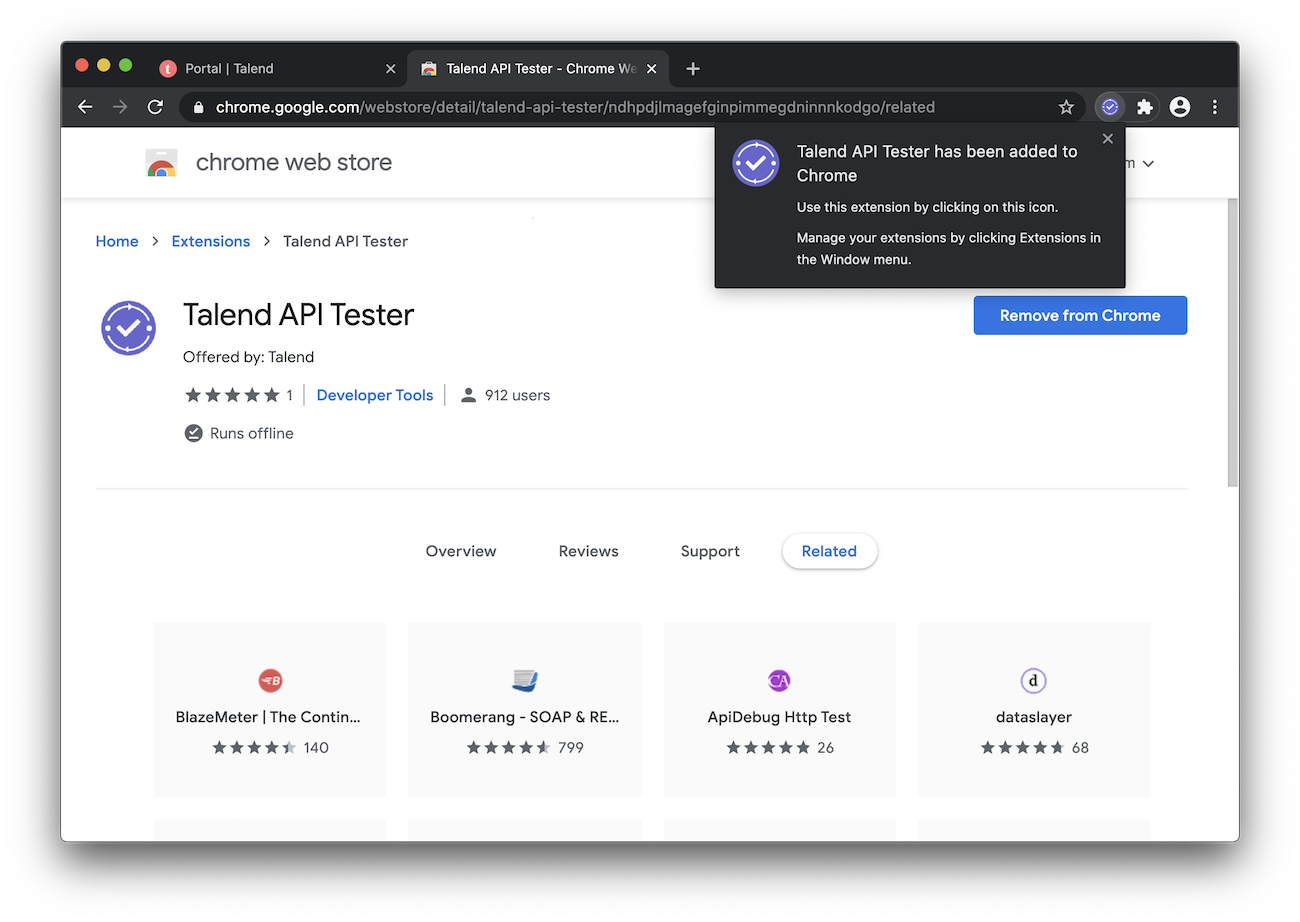 Portal | Talend
Talend API Tester - Chrome We
chrome.google.com/webstore/detail/talend-api-tester/ndhpdjlmagefginpimmegdninnnkodgo/related
chrome web store
Talend API Tester has been added to
Chrome
Use this extension by clicking on this icon.
Manage your extensions by clicking Extensions in
the Window menu.
Home > Extensions > Talend API Tester
Talend API Tester
Remove from Chrome
Offered by: Talend
1 | Developer Tools | 912 users
Runs offline
Overview Reviews Support Related
BlazeMeter | The Contin...
140
Boomerang - SOAP & RE...
799
CA
ApiDebug Http Test
26
d
dataslayer
68